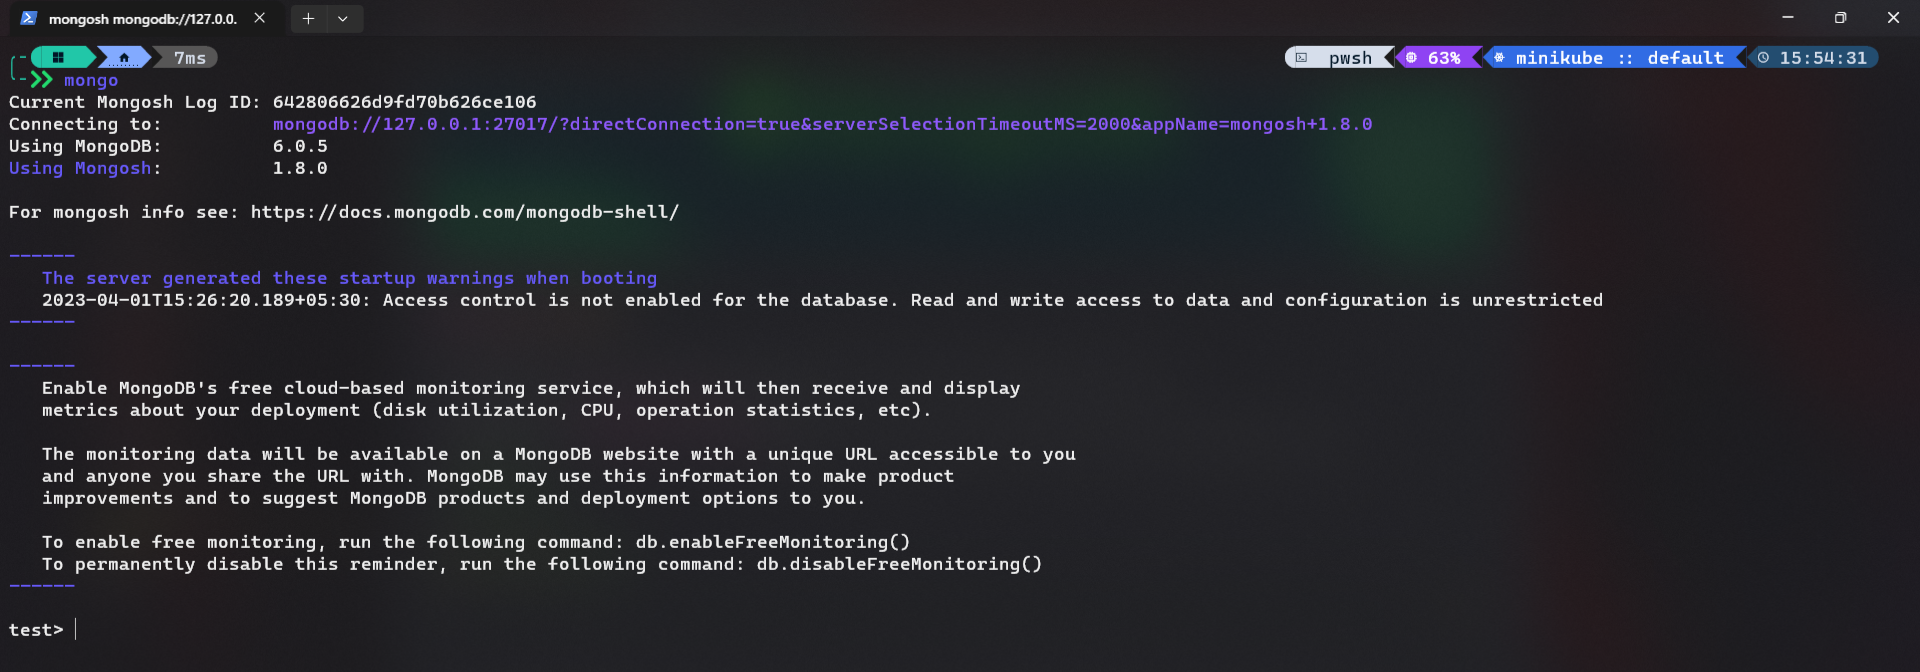 mongosh mongodb://127.0.0.
7ms
pwsh 63% minikube :: default 15:54:31
mongo
Current Mongosh Log ID: 642806626d9fd70b626ce106
Connecting to: mongodb://127.0.0.1:27017/?directConnection=true&serverSelectionTimeoutMS=2000&appName=mongosh+1.8.0
Using MongoDB: 6.0.5
Using Mongosh: 1.8.0
For mongosh info see: https://docs.mongodb.com/mongodb-shell/
------
The server generated these startup warnings when booting
2023-04-01T15:26:20.189+05:30: Access control is not enabled for the database. Read and write access to data and configuration is unrestricted
------
------
Enable MongoDB's free cloud-based monitoring service, which will then receive and display
metrics about your deployment (disk utilization, CPU, operation statistics, etc).
The monitoring data will be available on a MongoDB website with a unique URL accessible to you
and anyone you share the URL with. MongoDB may use this information to make product
improvements and to suggest MongoDB products and deployment options to you.
To enable free monitoring, run the following command: db.enableFreeMonitoring()
To permanently disable this reminder, run the following command: db.disableFreeMonitoring()
------
test>